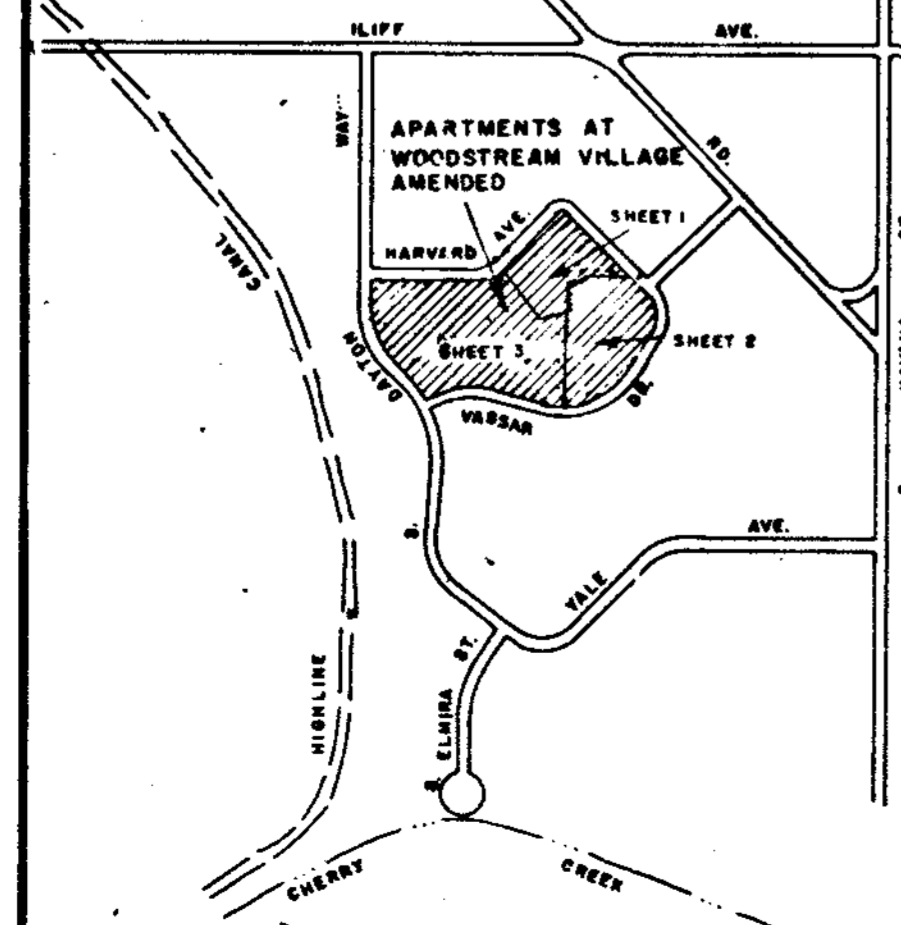 ILIFF AVE.
WAY
APARTMENTS AT
WOODSTREAM VILLAGE
AMENDED
RD.
HARVARD AVE.
SHEET 1
CANAL
SHEET 3
SHEET 2
DAYTON
VASSAR DR.
S.
YALE AVE.
HIGHLINE
S. ELMIRA ST.
CHERRY CREEK